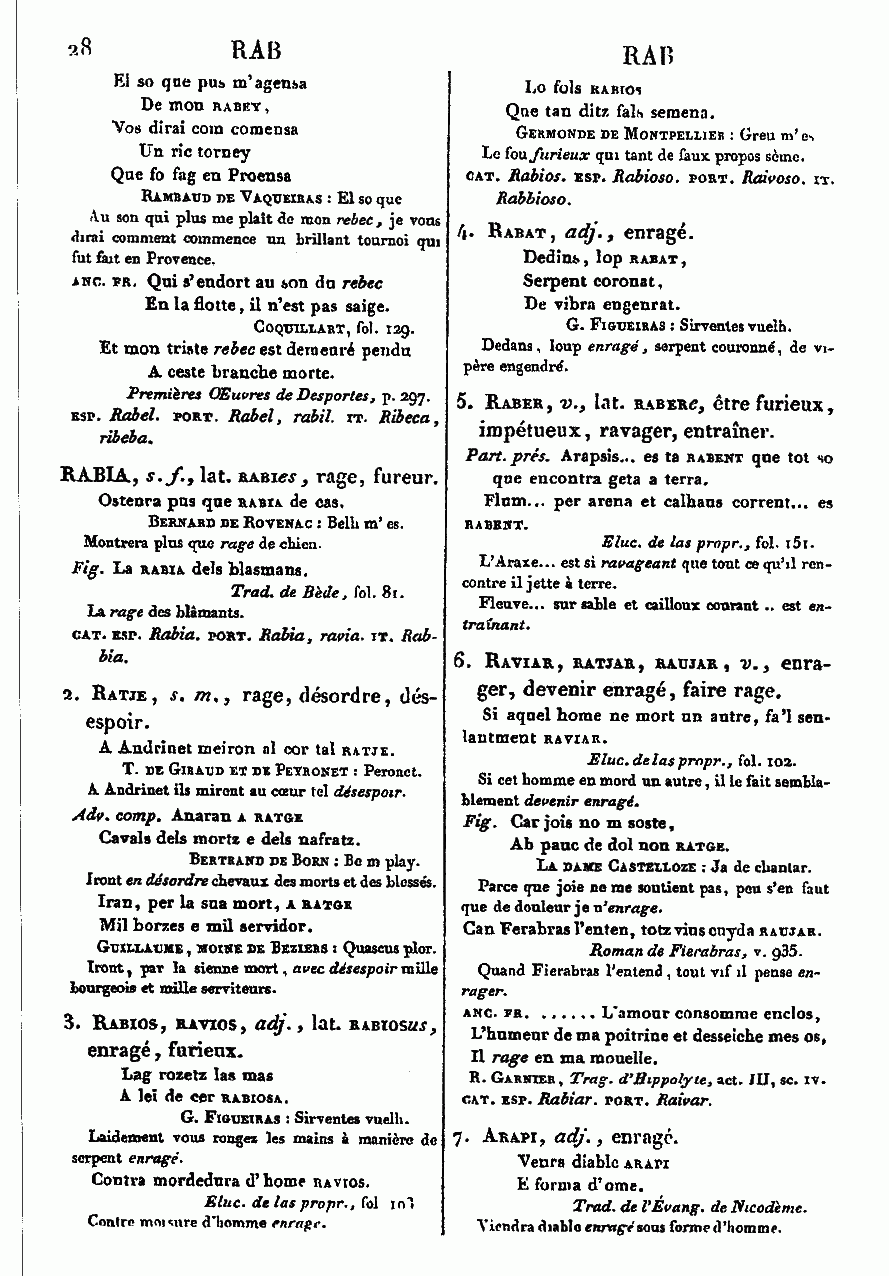 28 RAB
El so que pus m'agensa
De mon RABEY,
Vos dirai com comensa
Un ric torney
Que fo fag en Proensa
RAMBAUD DE VAQUEIRAS : El so que
Au son qui plus me plaît de mon rebec, je vous
dirai comment commence un brillant tournoi qui
fut fait en Provence.
ANC. FR. Qui s'endort au son du rebec
En la flotte, il n'est pas saige.
COQUILLART, fol. 129.
Et mon triste rebec est demeuré pendu
A ceste branche morte.
Premières Œuvres de Desportes, p. 297.
ESP. Rabel. PORT. Rabel, rabil. IT. Ribeca,
ribeba.
RABIA, s. f., lat. RABIes, rage, fureur.
Ostenra pus que RABIA de cas.
BERNARD DE ROVENAC : Belh m'es.
Montrera plus que rage de chien.
Fig. La RABIA dels blasmans.
Trad. de Bède, fol. 81.
La rage des blâmants.
CAT. ESP. Rabia. PORT. Rabia, ravia. IT. Rab-
bia.
2. RATJE, s. m., rage, désordre, dés-
espoir.
A Andrinet meiron al cor tal RATJE.
T. DE GIRAUD ET DE PEYRONET : Peronet.
A Andrinet ils mirent au cœur tel désespoir.
Adv. comp. Anaran A RATGE
Cavals dels mortz e dels nafratz.
BERTRAND DE BORN : Be m play.
Iront en désordre chevaux des morts et des blessés.
Iran, per la sua mort, A RATGE
Mil borzes e mil servidor.
GUILLAUME, MOINE DE BEZIERS : Quascus plor.
Iront, par la sienne mort, avec désespoir mille
bourgeois et mille serviteurs.
3. RABIOS, RAVIOS, adj., lat. RABIOSus,
enragé, furieux.
Lag rozetz las mas
A lei de cer RABIOSA.
G. FIGUEIRAS : Sirventes vuelh.
Laidement vous rongez les mains à manière de
serpent enragé.
Contra mordedura d'home RAVIOS.
Eluc. de las propr., fol 103
Contre morsure d'homme enragé.
RAB
Lo fols RABIOS
Que tan ditz fals semena.
GERMONDE DE MONTPELLIER : Greu m'es
Le fou furieux qui tant de faux propos sème.
CAT. Rabios. ESP. Rabioso. PORT. Raivoso. IT.
Rabbioso.
4. RABAT, adj., enragé.
Dedins, lop RABAT,
Serpent coronat,
De vibra engenrat.
G. FIGUEIRAS : Sirventes vuelh.
Dedans, loup enragé, serpent couronné, de vi-
père engendré.
5. RABER, v., lat. RABERe, être furieux,
impétueux, ravager, entraîner.
Part. prés. Arapsis... es ta RABENT que tot so
que encontra geta a terra.
Flum... per arena et calhaus corrent... es
RABENT.
Eluc. de las propr., fol. 151.
L'Araxe... est si ravageant que tout ce qu'il ren-
contre il jette à terre.
Fleuve... sur sable et cailloux courant .. est en-
traînant.
6. RAVIAR, RATJAR, RAUJAR, v., enra-
ger, devenir enragé, faire rage.
Si aquel home ne mort un autre, fa'l sen-
lantment RAVIAR.
Eluc. de las propr., fol. 102.
Si cet homme en mord un autre, il le fait sembla-
blement devenir enragé.
Fig. Car jois no m soste,
Ab pauc de dol non RATGE.
LA DAME CASTELLOZE : Ja de chantar.
Parce que joie ne me soutient pas, peu s'en faut
que de douleur je n'enrage.
Can Ferabras l'enten, totz vius cnyda RAUJAR.
Roman de Fierabras, v. 935.
Quand Fierabras l'entend, tout vif il pense en-
rager.
ANC. FR. ...... L'amour consomme enclos,
L'humeur de ma poitrine et desseiche mes os,
Il rage en ma mouelle.
R. GARNIER, Trag. d'Hippolyte, act. III, sc. IV.
CAT. ESP. Rabiar. PORT. Raivar.
7. ARAPI, adj., enragé.
Venra diable ARAPI
E forma d'ome.
Trad. de l'Évang. de Nicodème.
Viendra diable enragé sous forme d'homme.